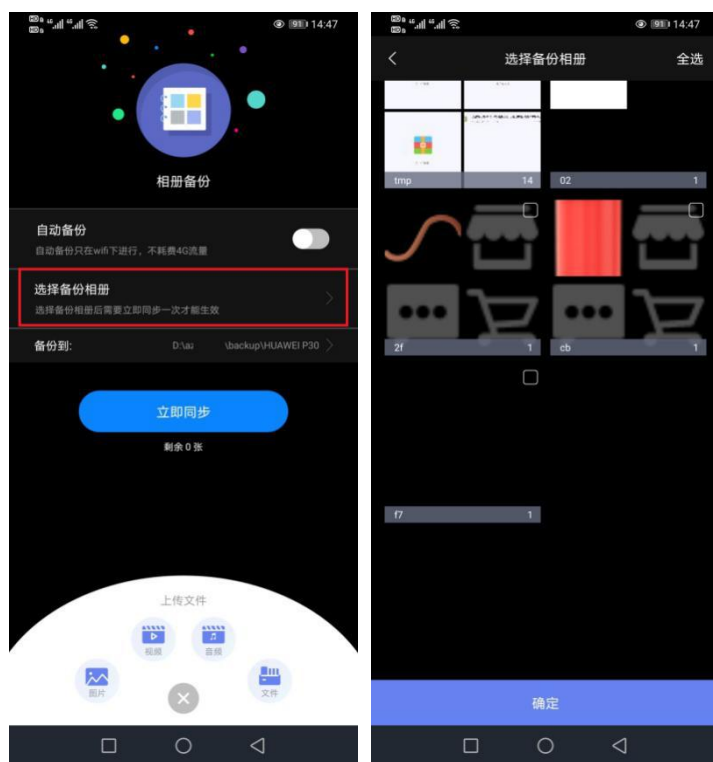 14:47
相册备份
自动备份
自动备份只在wifi下进行，不耗费4G流量
选择备份相册
选择备份相册后需要立即同步一次才能生效
备份到:
D:\az \backup\HUAWEI P30
立即同步
剩余 0 张
上传文件
视频
音频
图片
文件
91
14:47
选择备份相册
全选
tmp 14
02 1
2f 1
cb 1
f7 1
确定